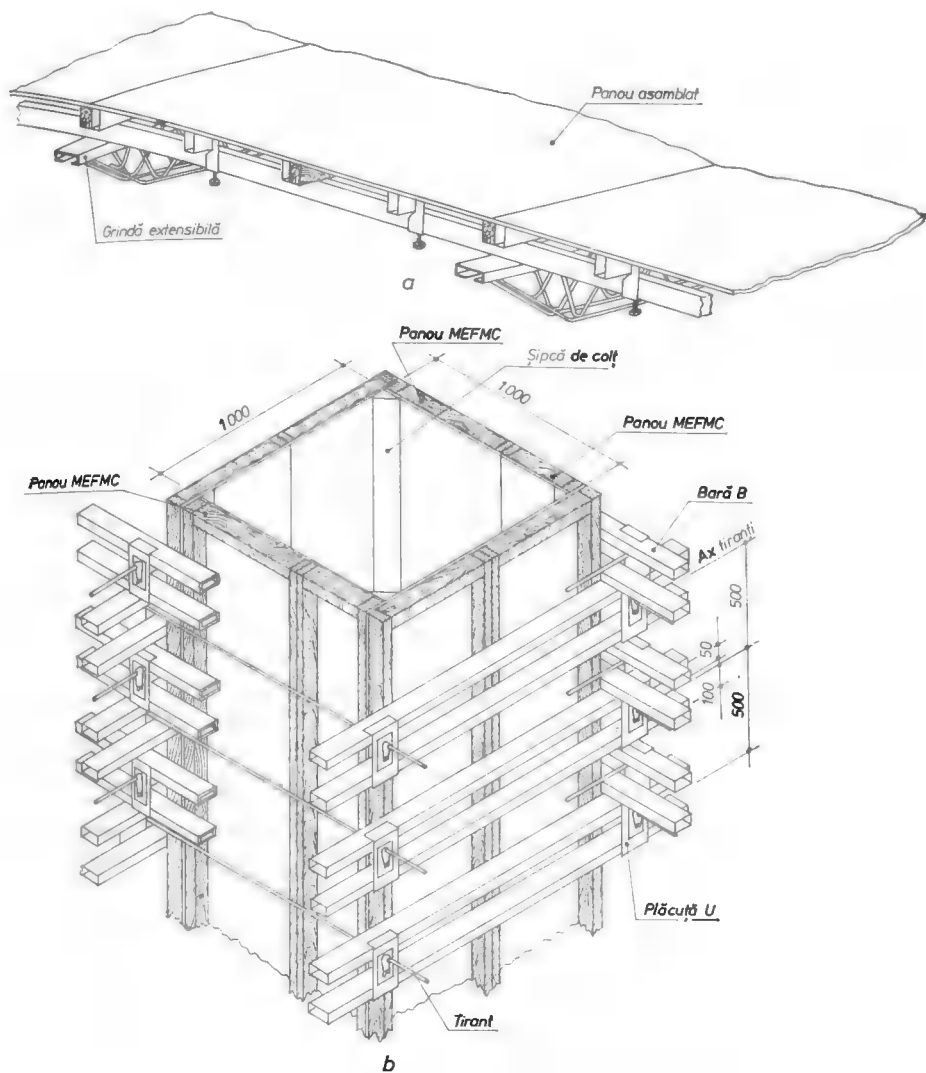 Panou asamblat
Grindă extensibilă
a
Panou MEFMC
Șipcă de colț
1000
1000
Panou MEFMC
Panou MEFMC
Bară B
Ax tiranti
500
50
100
500
Plăcuță U
Tirant
b